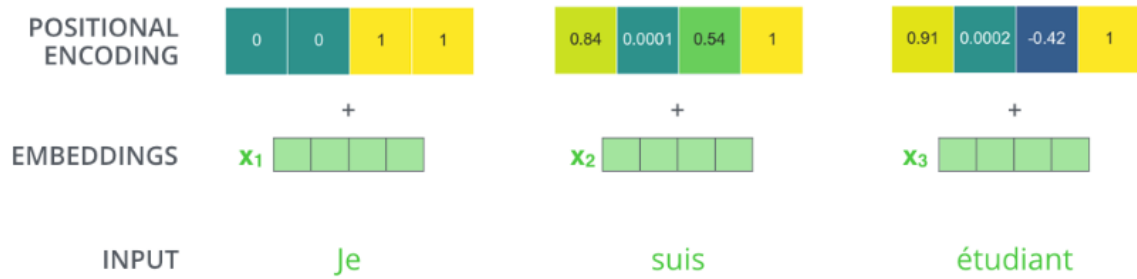 POSITIONAL ENCODING
0 0 1 1
0.84 0.0001 0.54 1
0.91 0.0002 -0.42 1
+ + +
EMBEDDINGS
x1
x2
x3
INPUT
Je
suis
étudiant